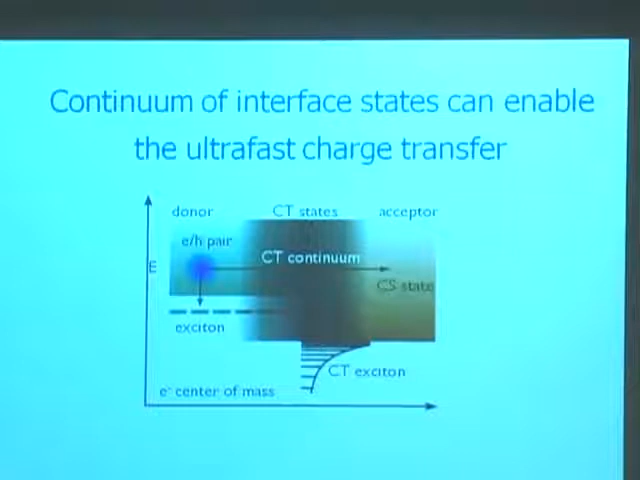 Continuum of interface states can enable
the ultrafast charge transfer
donor CT states acceptor
e/h pair
CT continuum
E
CS state
exciton
CT exciton
e⁻ center of mass